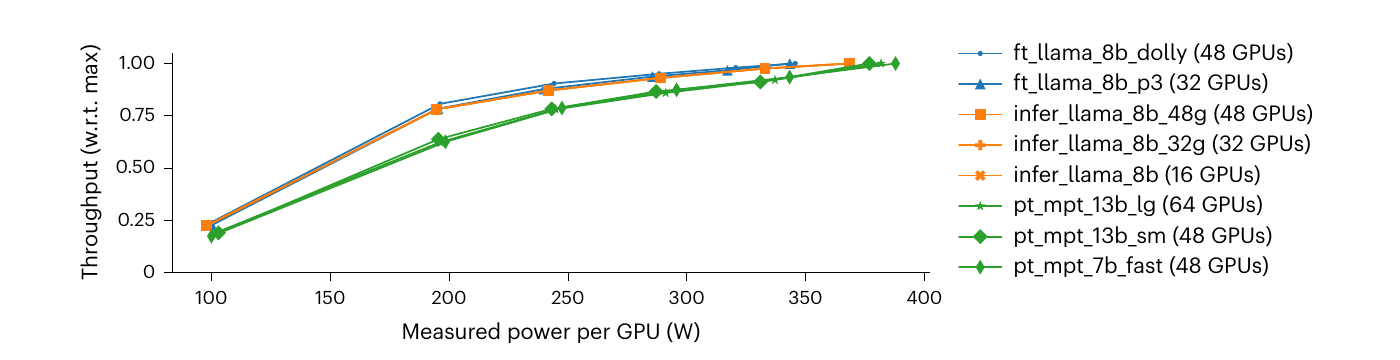 Throughput (w.r.t. max)
1.00
0.75
0.50
0.25
0
100
150
200
250
300
350
400
Measured power per GPU (W)
ft_llama_8b_dolly (48 GPUs)
ft_llama_8b_p3 (32 GPUs)
infer_llama_8b_48g (48 GPUs)
infer_llama_8b_32g (32 GPUs)
infer_llama_8b (16 GPUs)
pt_mpt_13b_lg (64 GPUs)
pt_mpt_13b_sm (48 GPUs)
pt_mpt_7b_fast (48 GPUs)